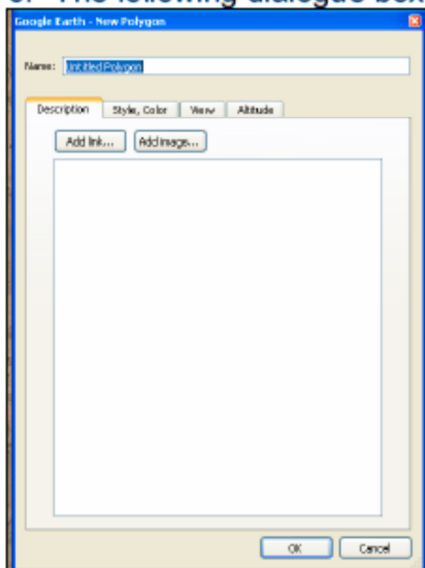 The following dialogue box
Google Earth - New Polygon
Name: Untitled Polygon
Description Style, Color View Altitude
Add link... Add image...
OK Cancel